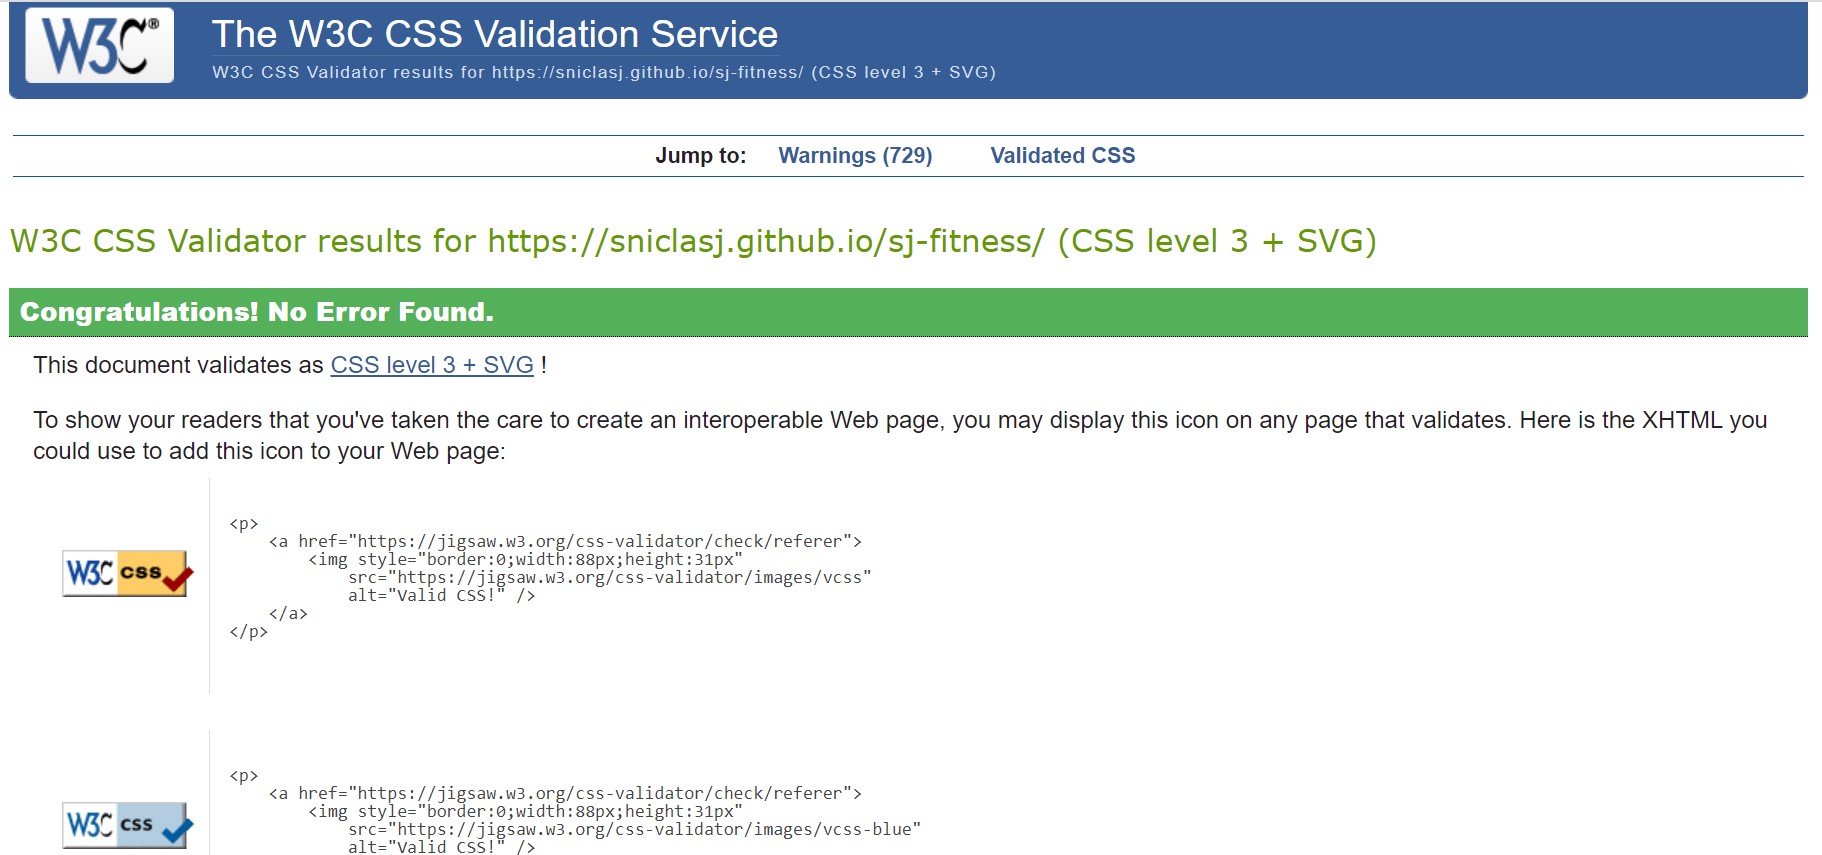 W3C®
The W3C CSS Validation Service
W3C CSS Validator results for https://sniclasj.github.io/sj-fitness/ (CSS level 3 + SVG)
Jump to: Warnings (729) Validated CSS
W3C CSS Validator results for https://sniclasj.github.io/sj-fitness/ (CSS level 3 + SVG)
Congratulations! No Error Found.
This document validates as CSS level 3 + SVG !
To show your readers that you've taken the care to create an interoperable Web page, you may display this icon on any page that validates. Here is the XHTML you
could use to add this icon to your Web page:
W3C css
<p>
<a href="https://jigsaw.w3.org/css-validator/check/referer">
<img style="border:0;width:88px;height:31px"
src="https://jigsaw.w3.org/css-validator/images/vcss"
alt="Valid CSS!" />
</a>
</p>
W3C css
<p>
<a href="https://jigsaw.w3.org/css-validator/check/referer">
<img style="border:0;width:88px;height:31px"
src="https://jigsaw.w3.org/css-validator/images/vcss-blue"
alt="Valid CSS!" />